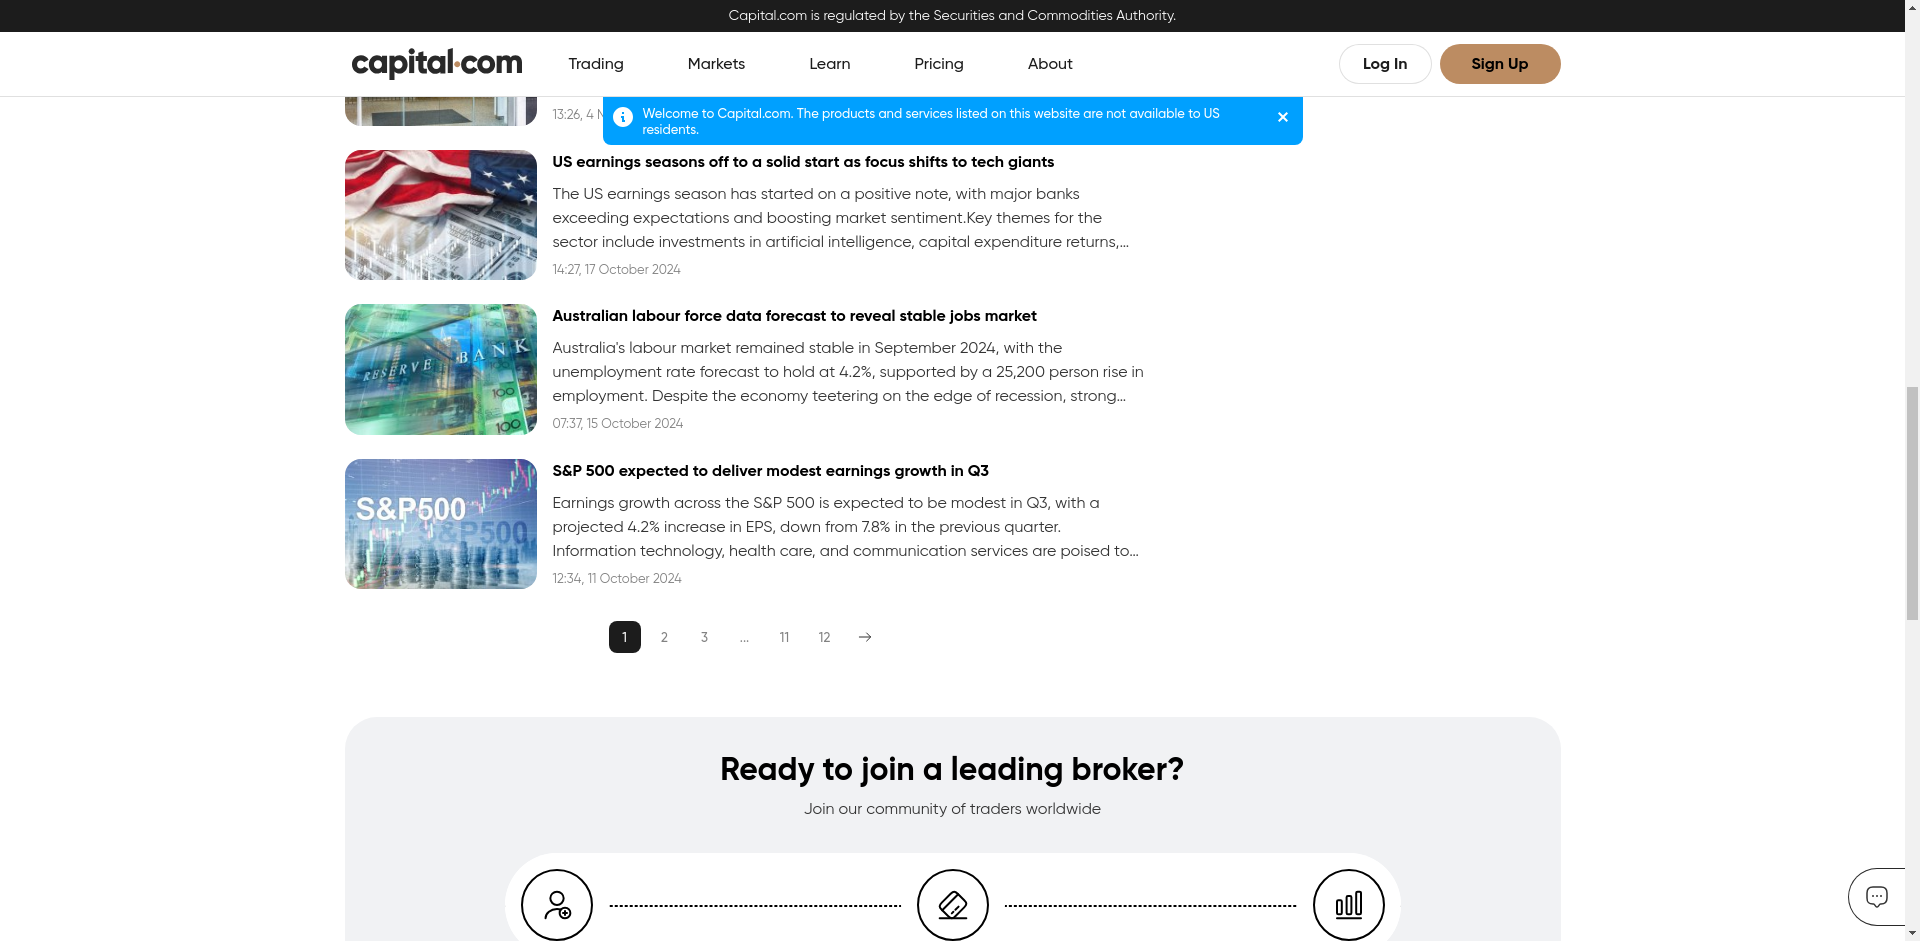 Capital.com is regulated by the Securities and Commodities Authority.
capital.com
Trading
Markets
Learn
Pricing
About
Log In
Sign Up
13:26, 4
Welcome to Capital.com. The products and services listed on this website are not available to US
residents.
US earnings seasons off to a solid start as focus shifts to tech giants
The US earnings season has started on a positive note, with major banks
exceeding expectations and boosting market sentiment.Key themes for the
sector include investments in artificial intelligence, capital expenditure returns,...
14:27, 17 October 2024
RESERVE BANK
100
100
Australian labour force data forecast to reveal stable jobs market
Australia's labour market remained stable in September 2024, with the
unemployment rate forecast to hold at 4.2%, supported by a 25,200 person rise in
employment. Despite the economy teetering on the edge of recession, strong...
07:37, 15 October 2024
S&P500
S&P500
S&P 500 expected to deliver modest earnings growth in Q3
Earnings growth across the S&P 500 is expected to be modest in Q3, with a
projected 4.2% increase in EPS, down from 7.8% in the previous quarter.
Information technology, health care, and communication services are poised to...
12:34, 11 October 2024
1 2 3 ... 11 12
Ready to join a leading broker?
Join our community of traders worldwide